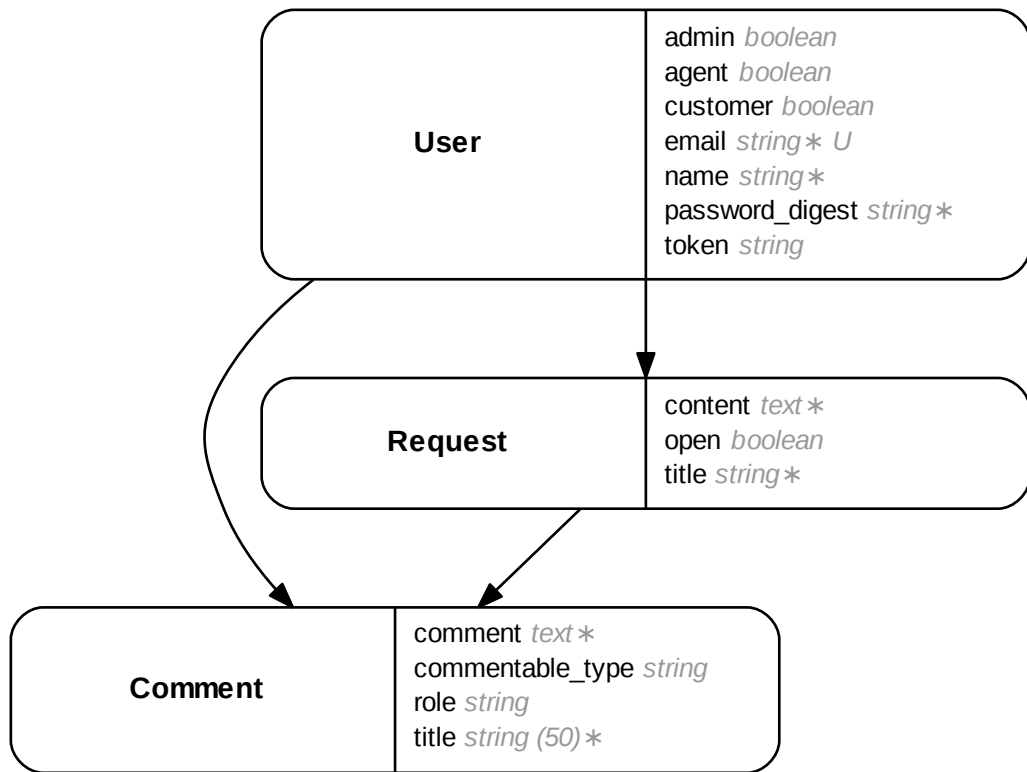 User
admin boolean
agent boolean
customer boolean
email string∗ U
name string∗
password_digest string∗
token string
Request
content text∗
open boolean
title string∗
Comment
comment text∗
commentable_type string
role string
title string (50)∗